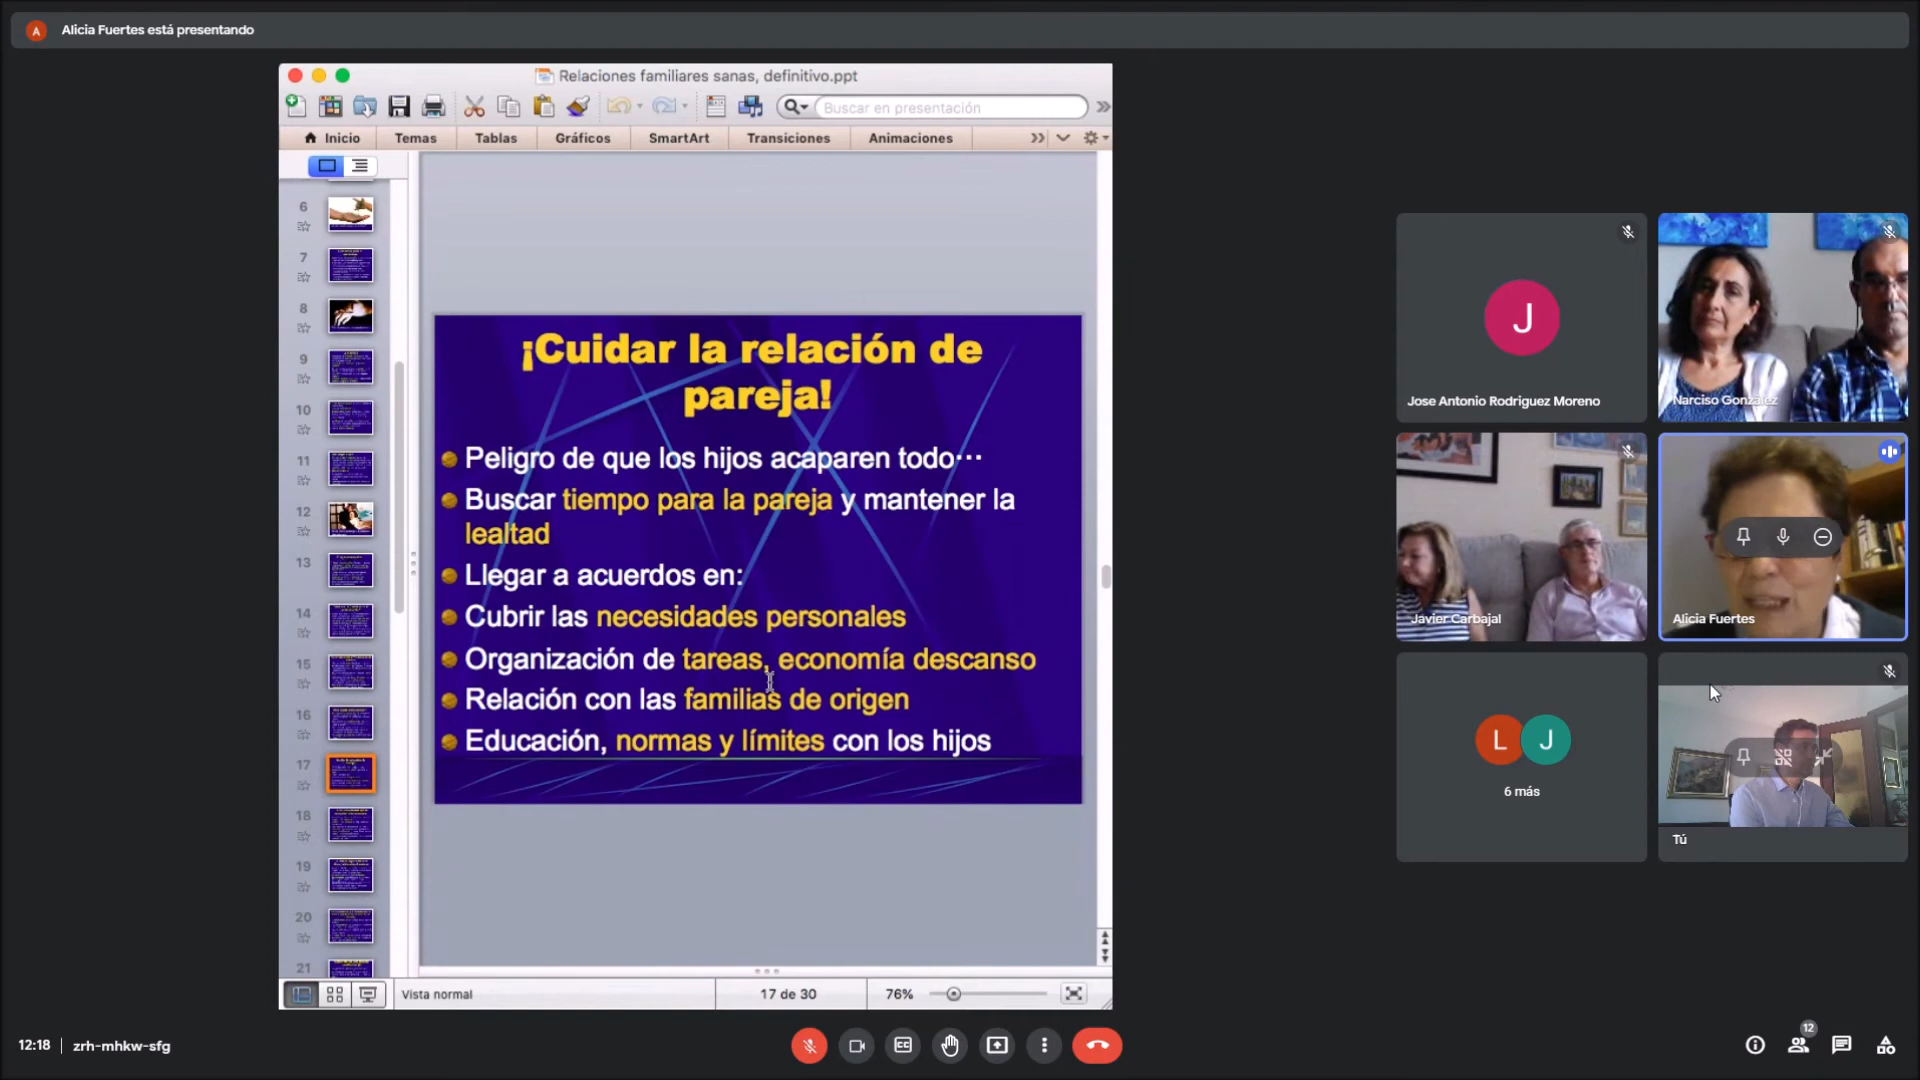 A
Alicia Fuertes está presentando
Relaciones familiares sanas, definitivo.ppt
Buscar en presentación
Inicio
Temas
Tablas
Gráficos
SmartArt
Transiciones
Animaciones
6
7
8
9
10
11
12
13
14
15
16
17
18
19
20
21
¡Cuidar la relación de
pareja!
Peligro de que los hijos acaparen todo…
Buscar tiempo para la pareja y mantener la
lealtad
Llegar a acuerdos en:
Cubrir las necesidades personales
Organización de tareas, economía descanso
Relación con las familias de origen
Educación, normas y límites con los hijos
Vista normal
17 de 30
76%
J
Jose Antonio Rodriguez Moreno
Narciso González
Javier Carbajal
Alicia Fuertes
L J
6 más
Tú
12:18 | zrh-mhkw-sfg
CC
12